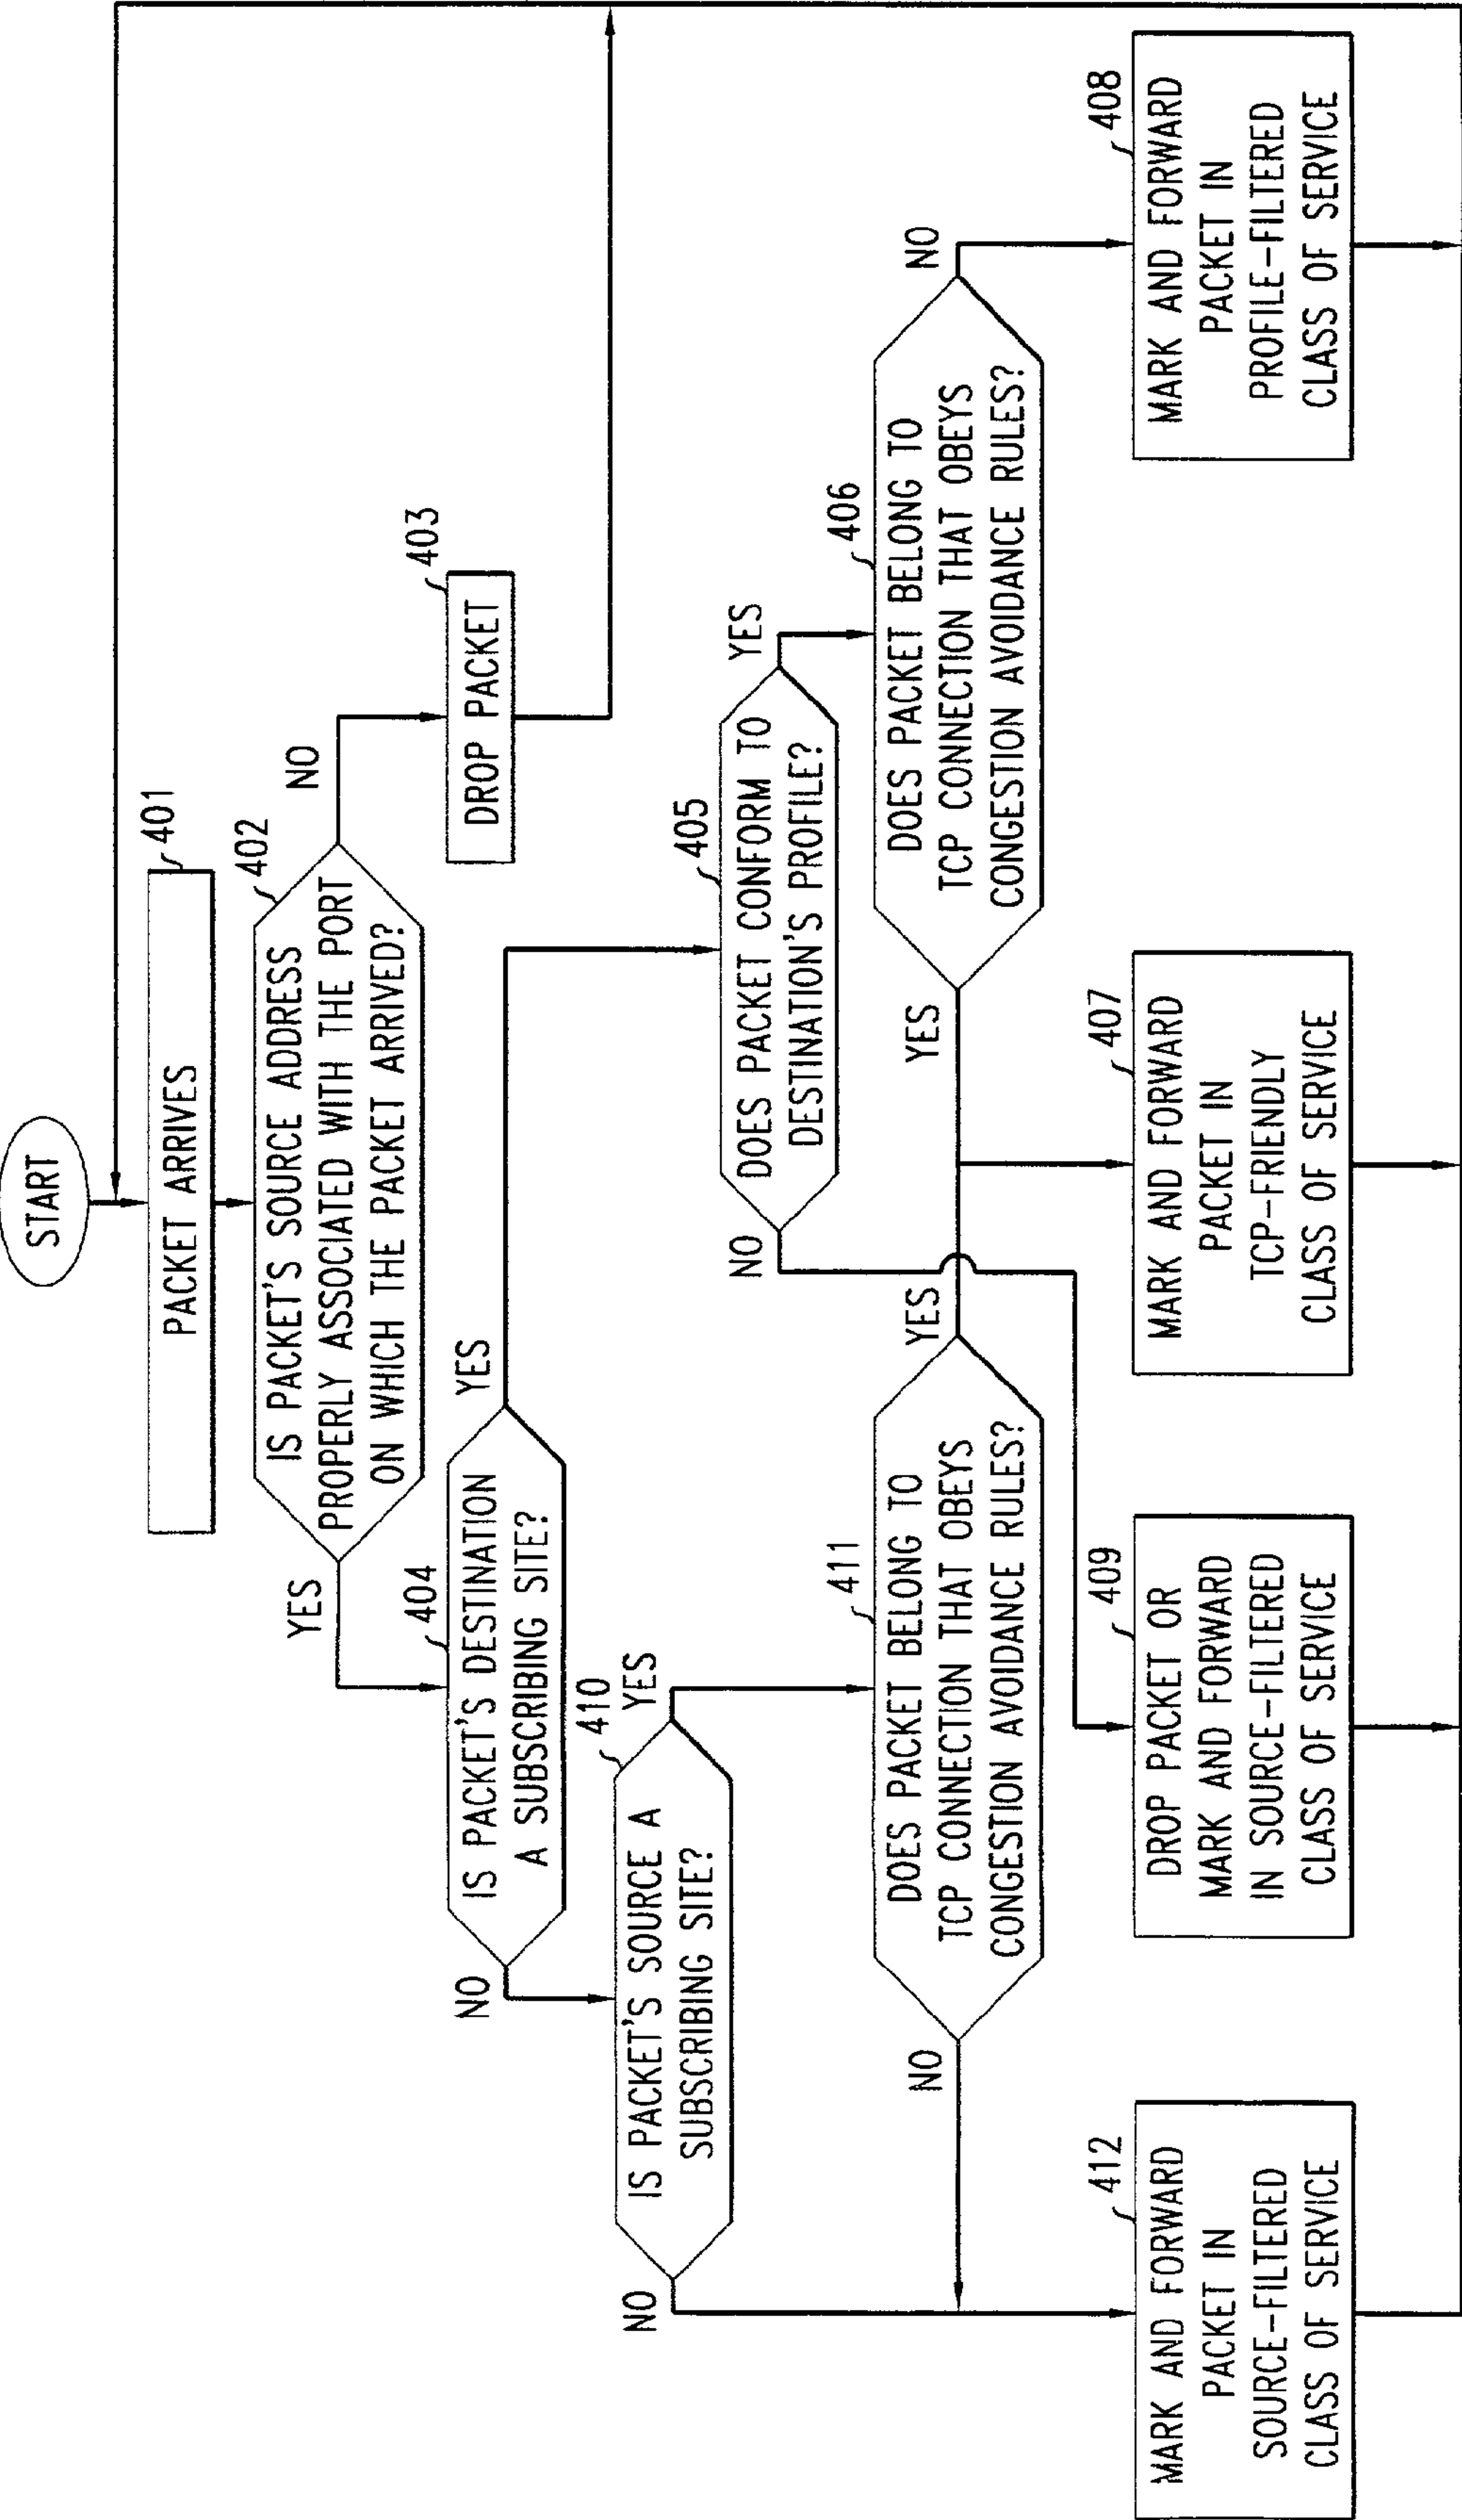 START
PACKET ARRIVES
401
IS PACKET'S SOURCE ADDRESS
PROPERLY ASSOCIATED WITH THE PORT
ON WHICH THE PACKET ARRIVED?
402
YES
NO
DROP PACKET
403
IS PACKET'S DESTINATION
A SUBSCRIBING SITE?
404
NO
YES
IS PACKET'S SOURCE A
SUBSCRIBING SITE?
410
NO
YES
DOES PACKET CONFORM TO
DESTINATION'S PROFILE?
405
NO
YES
DOES PACKET BELONG TO
TCP CONNECTION THAT OBEYS
CONGESTION AVOIDANCE RULES?
411
NO
YES
DOES PACKET BELONG TO
TCP CONNECTION THAT OBEYS
CONGESTION AVOIDANCE RULES?
406
YES
NO
MARK AND FORWARD
PACKET IN
SOURCE-FILTERED
CLASS OF SERVICE
412
DROP PACKET OR
MARK AND FORWARD
IN SOURCE-FILTERED
CLASS OF SERVICE
409
MARK AND FORWARD
PACKET IN
TCP-FRIENDLY
CLASS OF SERVICE
407
MARK AND FORWARD
PACKET IN
PROFILE-FILTERED
CLASS OF SERVICE
408